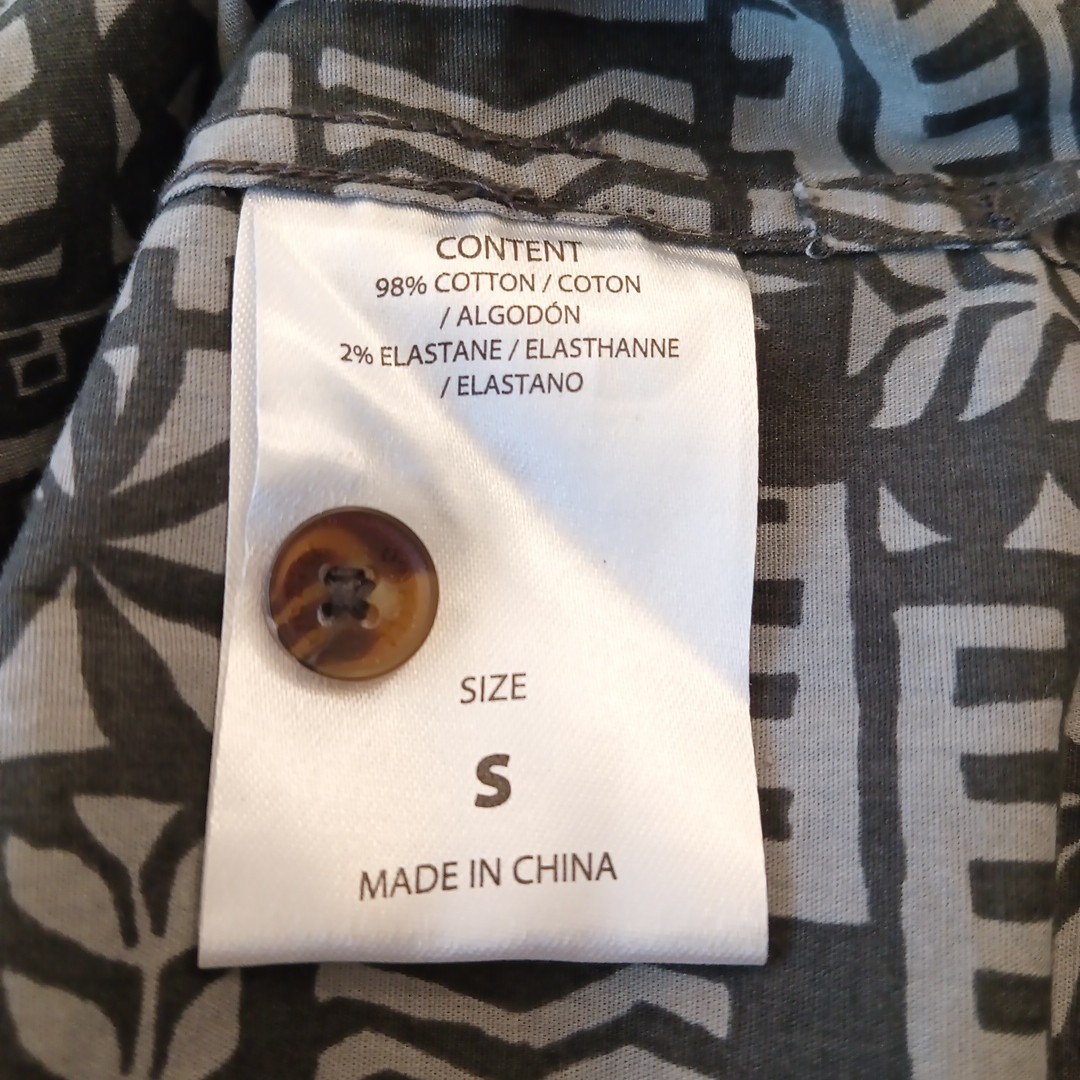 CONTENT
98% COTTON / COTON
/ ALGODÓN
2% ELASTANE / ELASTHANNE
/ ELASTANO
SIZE
S
MADE IN CHINA